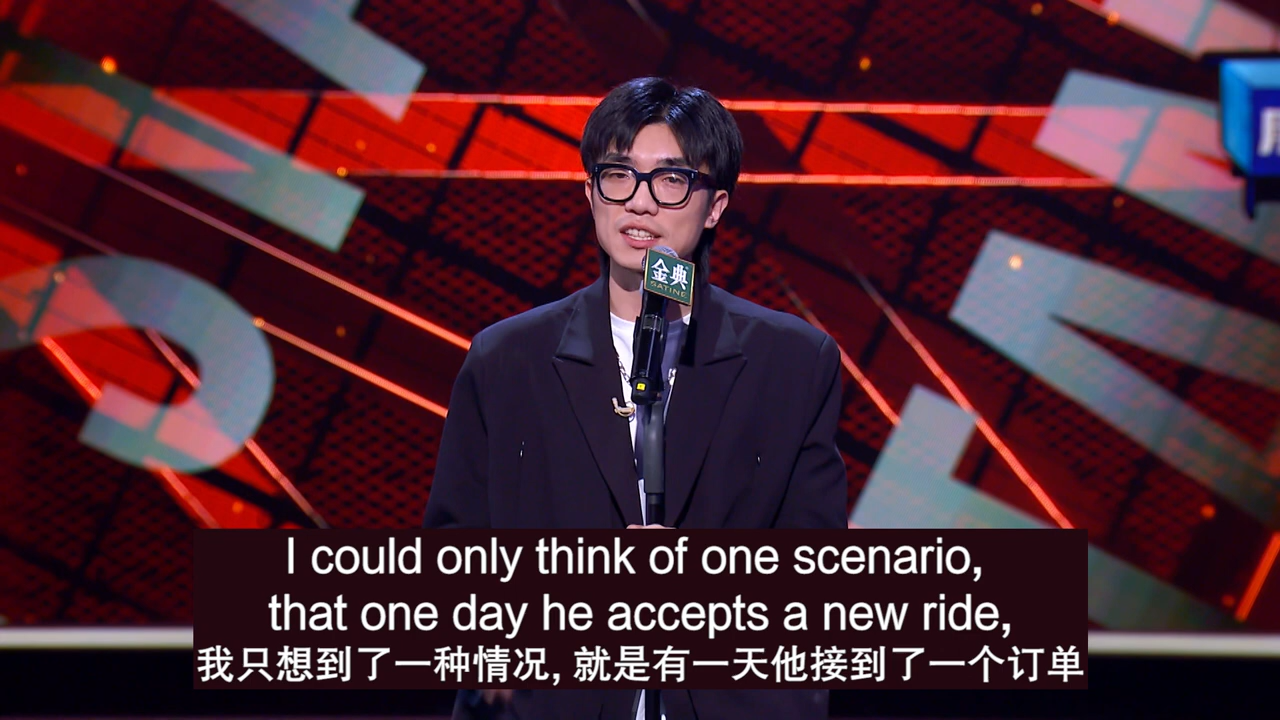 金典
SATINE
I could only think of one scenario,
that one day he accepts a new ride,
我只想到了一种情况, 就是有一天他接到了一个订单